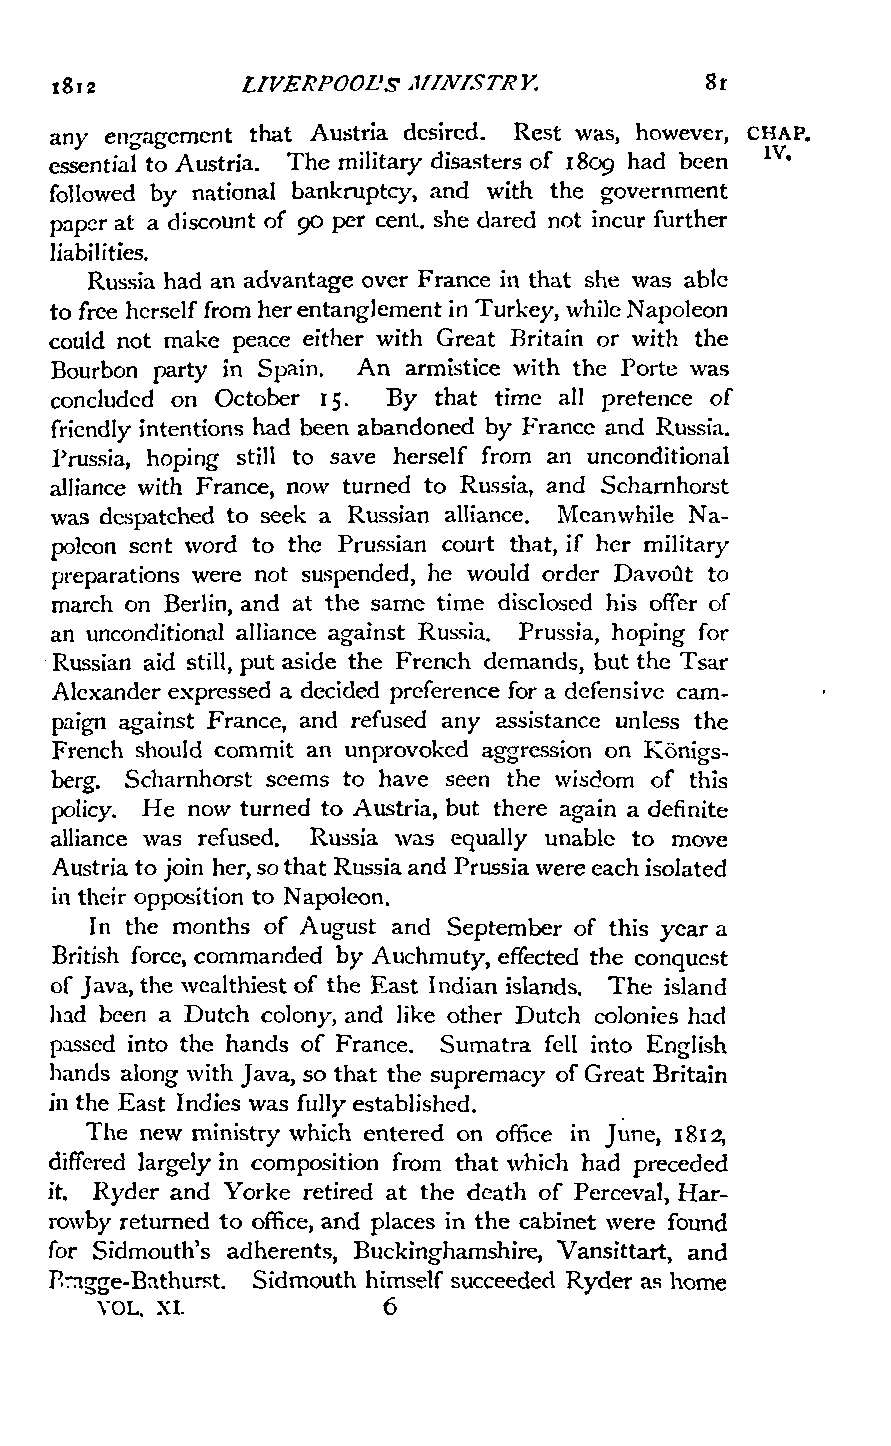 1812 LIVERPOOL'S MINISTRY. 81
any engagement that Austria desired. Rest was, however, CHAP.
essential to Austria. The military disasters of 1809 had been IV.
followed by national bankruptcy, and with the government
paper at a discount of 90 per cent. she dared not incur further
liabilities.
Russia had an advantage over France in that she was able
to free herself from her entanglement in Turkey, while Napoleon
could not make peace either with Great Britain or with the
Bourbon party in Spain. An armistice with the Porte was
concluded on October 15. By that time all pretence of
friendly intentions had been abandoned by France and Russia.
Prussia, hoping still to save herself from an unconditional
alliance with France, now turned to Russia, and Scharnhorst
was despatched to seek a Russian alliance. Meanwhile Na-
poleon sent word to the Prussian court that, if her military
preparations were not suspended, he would order Davoût to
march on Berlin, and at the same time disclosed his offer of
an unconditional alliance against Russia. Prussia, hoping for
Russian aid still, put aside the French demands, but the Tsar
Alexander expressed a decided preference for a defensive cam-
paign against France, and refused any assistance unless the
French should commit an unprovoked aggression on Königs-
berg. Scharnhorst seems to have seen the wisdom of this
policy. He now turned to Austria, but there again a definite
alliance was refused. Russia was equally unable to move
Austria to join her, so that Russia and Prussia were each isolated
in their opposition to Napoleon.
In the months of August and September of this year a
British force, commanded by Auchmuty, effected the conquest
of Java, the wealthiest of the East Indian islands. The island
had been a Dutch colony, and like other Dutch colonies had
passed into the hands of France. Sumatra fell into English
hands along with Java, so that the supremacy of Great Britain
in the East Indies was fully established.
The new ministry which entered on office in June, 1812,
differed largely in composition from that which had preceded
it. Ryder and Yorke retired at the death of Perceval, Har-
rowby returned to office, and places in the cabinet were found
for Sidmouth's adherents, Buckinghamshire, Vansittart, and
Bragge-Bathurst. Sidmouth himself succeeded Ryder as home
VOL. XI. 6